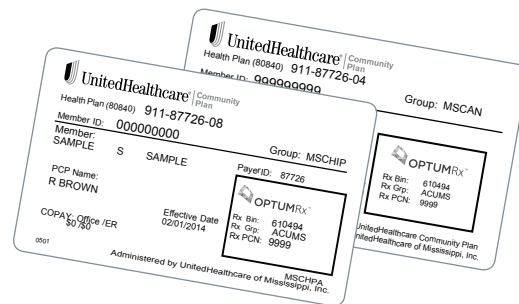 UnitedHealthcare® Community Plan
Health Plan (80840) 911-87726-04
Member ID: 999999999 Group: MSCAN
OPTUMRx™
Rx Bin: 610494
Rx Grp: ACUMS
Rx PCN: 9999
UnitedHealthcare Community Plan
UnitedHealthcare of Mississippi, Inc.
UnitedHealthcare® Community Plan
Health Plan (80840) 911-87726-08
Member ID: 000000000 Group: MSCHIP
Member:
SAMPLE S SAMPLE
Payer ID: 87726
PCP Name:
R BROWN
OPTUMRx™
Rx Bin: 610494
Rx Grp: ACUMS
Rx PCN: 9999
COPAY: Office /ER
$0 /$0
Effective Date
02/01/2014
MSCHPA
0501
Administered by UnitedHealthcare of Mississippi, Inc.